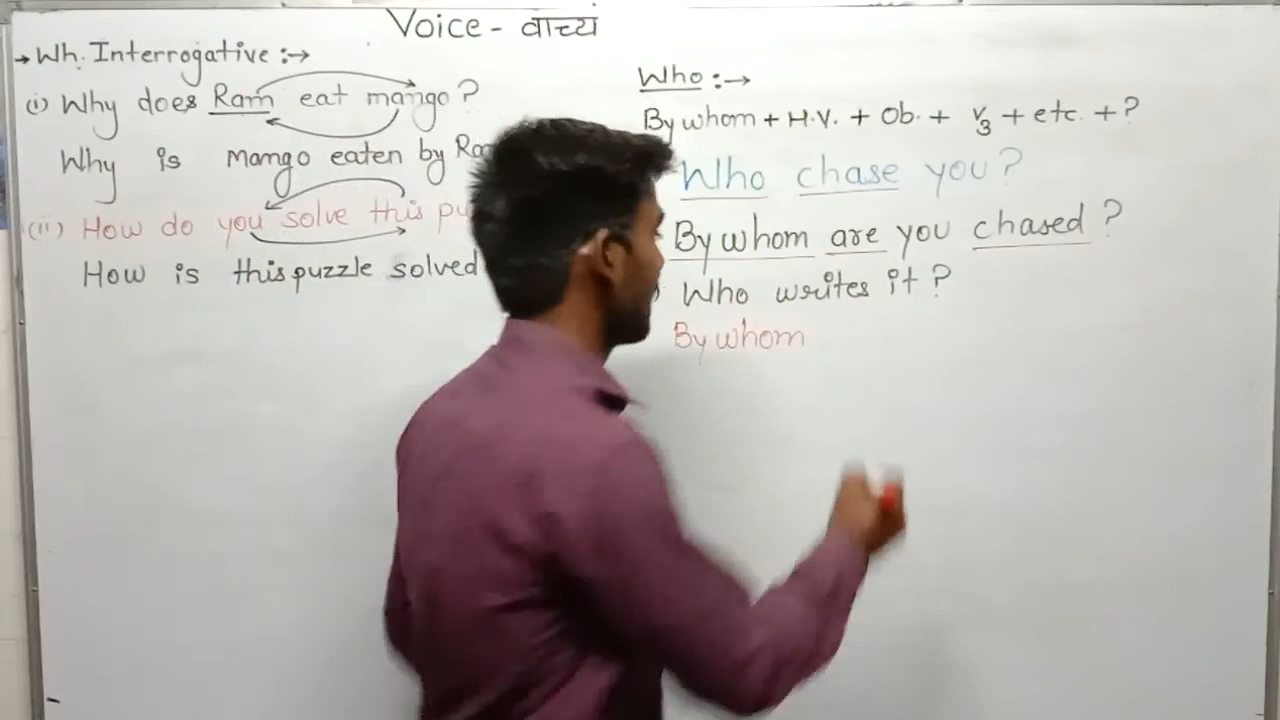 Voice - वाच्य
→ Wh. Interrogative :→
(i) Why does Ram eat mango?
Why is mango eaten by
(ii) How do you solve this
How is this puzzle solved
Who :→
By whom + H.V. + Ob. + V3 + etc. + ?
Who chase you?
By whom are you chased ?
Who writes it ?
By whom